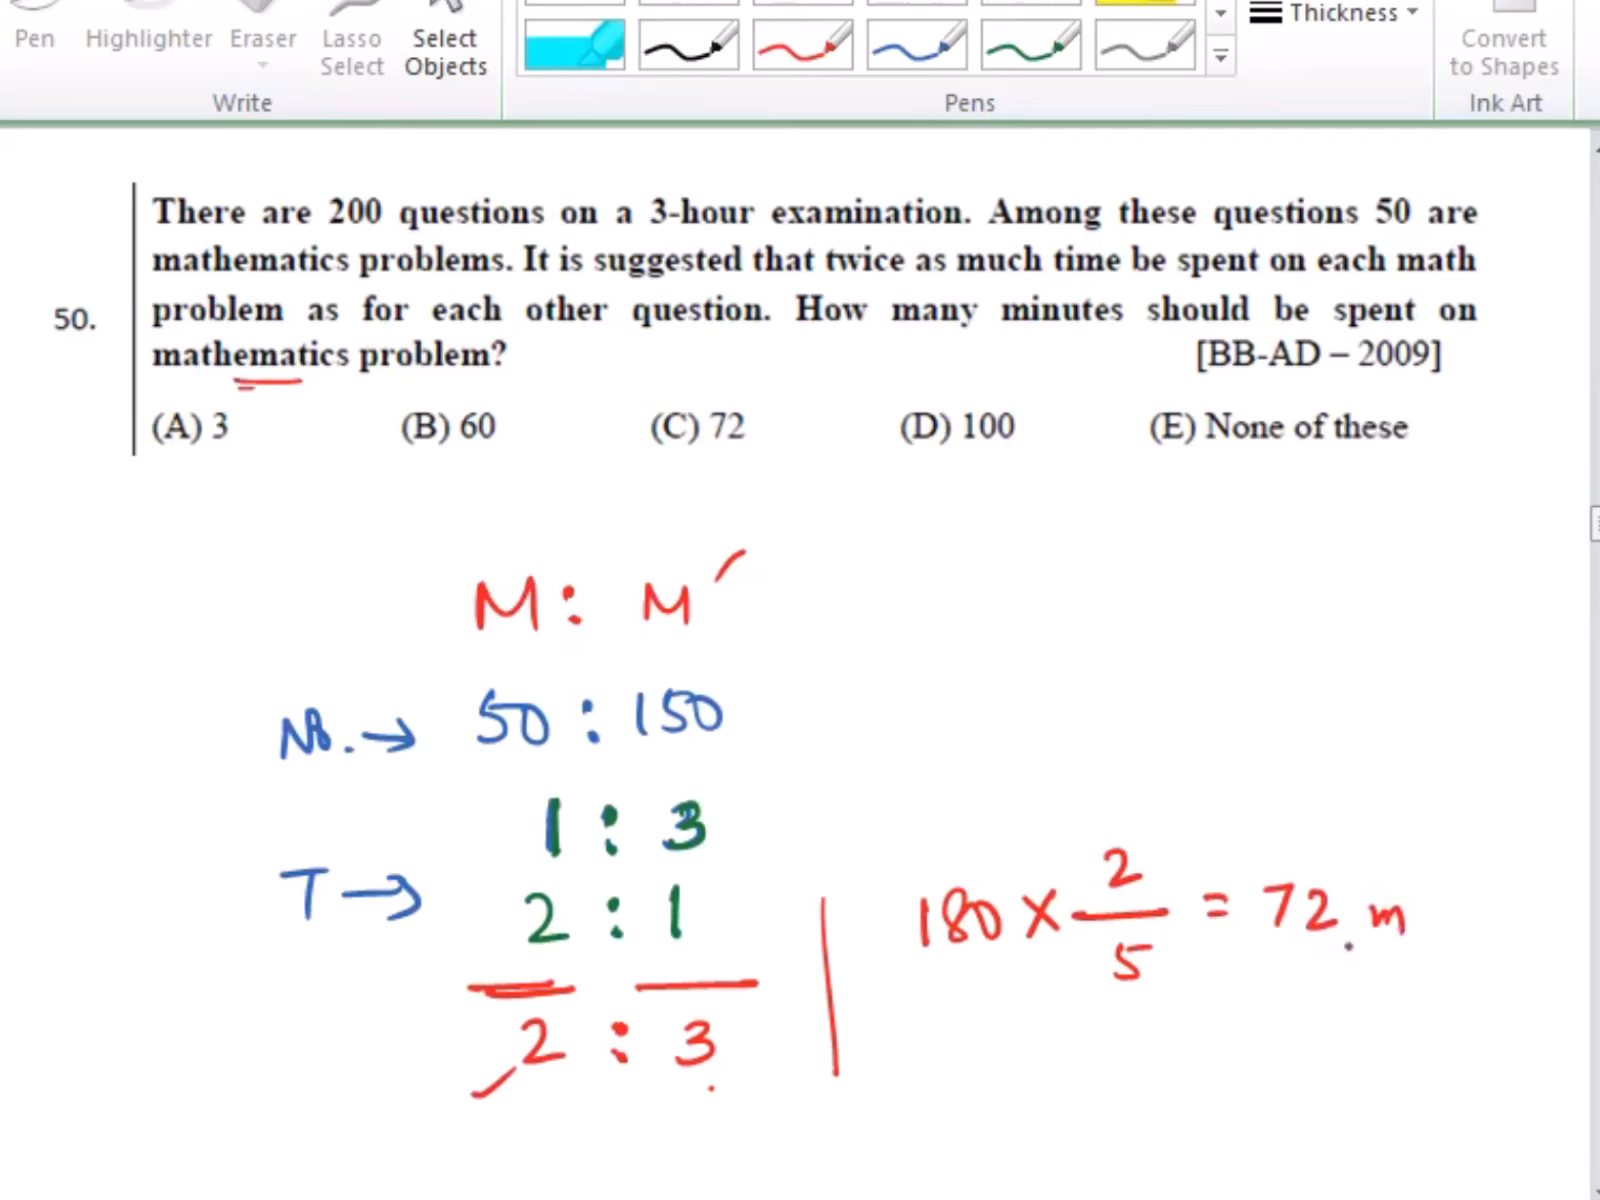 Pen Highlighter Eraser Lasso Select Select Objects
Thickness
Convert to Shapes
Write Pens Ink Art
50.
There are 200 questions on a 3-hour examination. Among these questions 50 are
mathematics problems. It is suggested that twice as much time be spent on each math
problem as for each other question. How many minutes should be spent on
mathematics problem? [BB-AD – 2009]
(A) 3 (B) 60 (C) 72 (D) 100 (E) None of these
M : M′
→ 50 : 150
1 : 3
T → 2 : 1
2 : 3
180 × 2/5 = 72 m